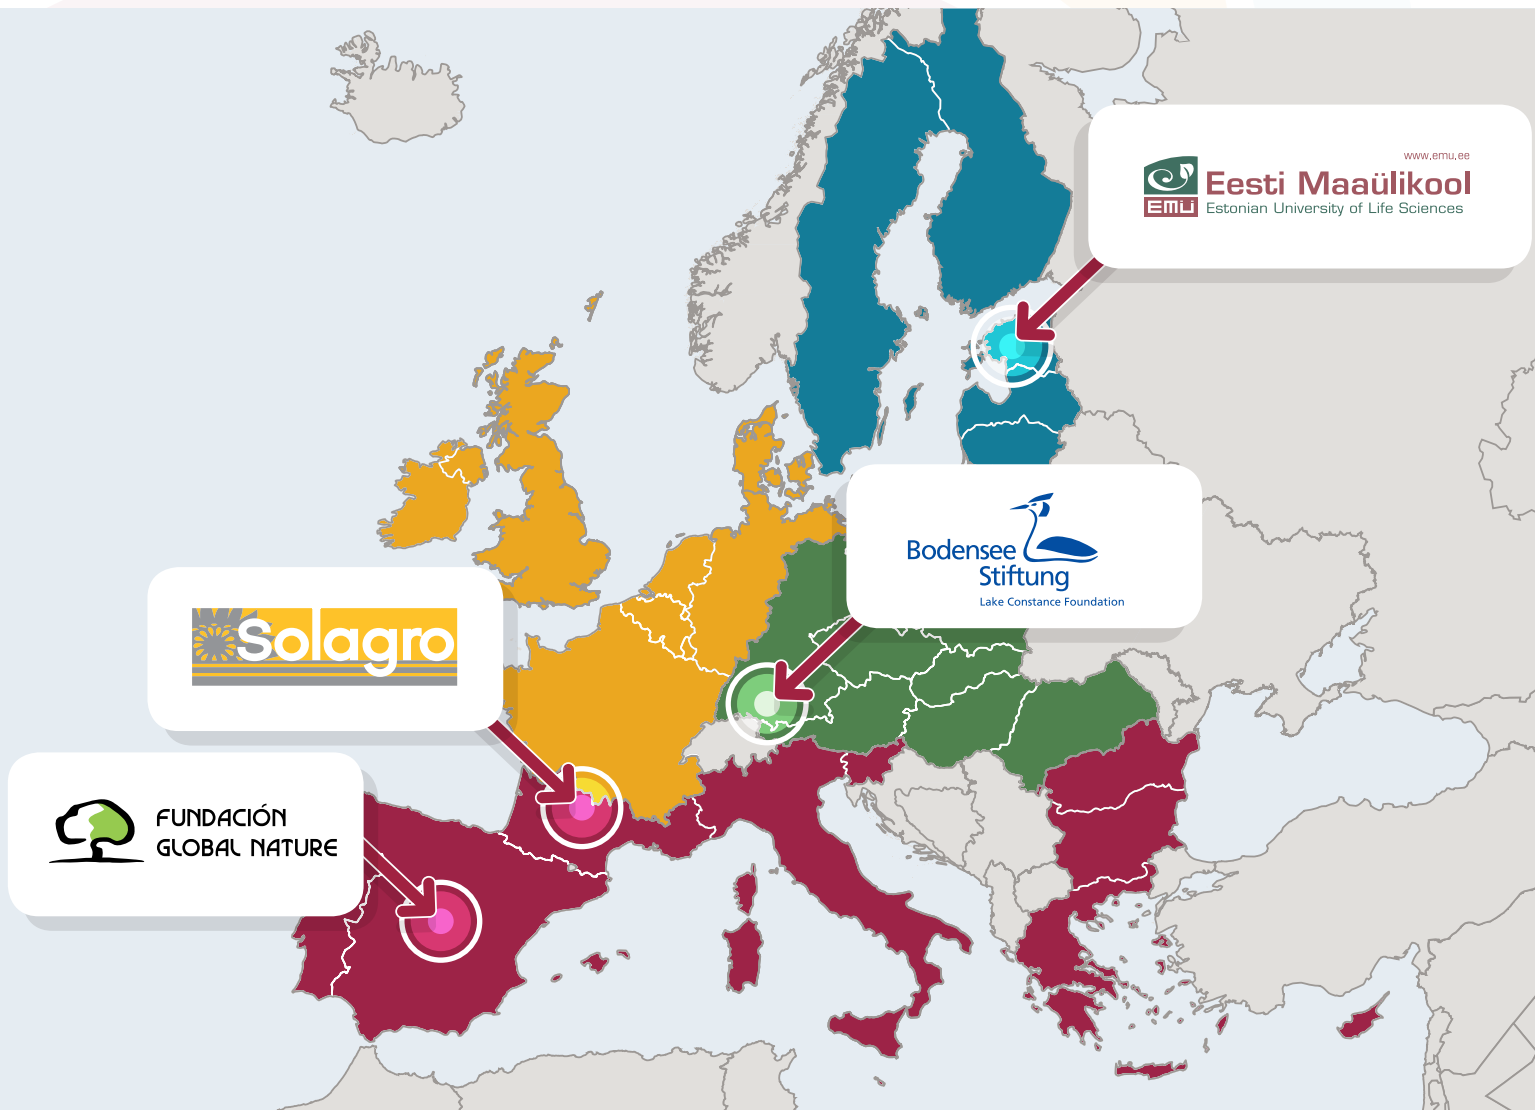 www.emu.ee
Eesti Maaülikool
EMÜ
Estonian University of Life Sciences
Bodensee
Stiftung
Lake Constance Foundation
Solagro
FUNDACIÓN
GLOBAL NATURE